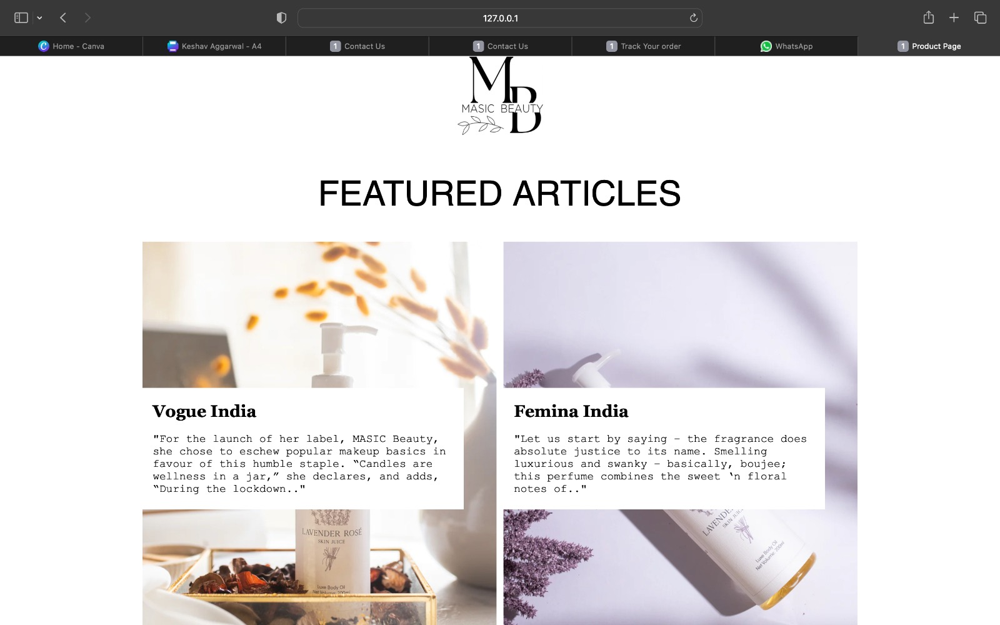 127.0.0.1
Home - Canva
Keshav Aggarwal - A4
1 Contact Us
1 Contact Us
1 Track Your order
WhatsApp
1 Product Page
MB
MASIC BEAUTY
FEATURED ARTICLES
Vogue India
"For the launch of her label, MASIC Beauty,
she chose to eschew popular makeup basics in
favour of this humble staple. “Candles are
wellness in a jar,” she declares, and adds,
“During the lockdown.."
LAVENDER ROSÉ
SKIN JUICE
Luxe Body Oil
Net Volume: 200ml
Femina India
"Let us start by saying – the fragrance does
absolute justice to its name. Smelling
luxurious and swanky – basically, boujee;
this perfume combines the sweet ‘n floral
notes of.."
LAVENDER
SKIN JUICE
Luxe Body Oil
Net Volume: 200ml